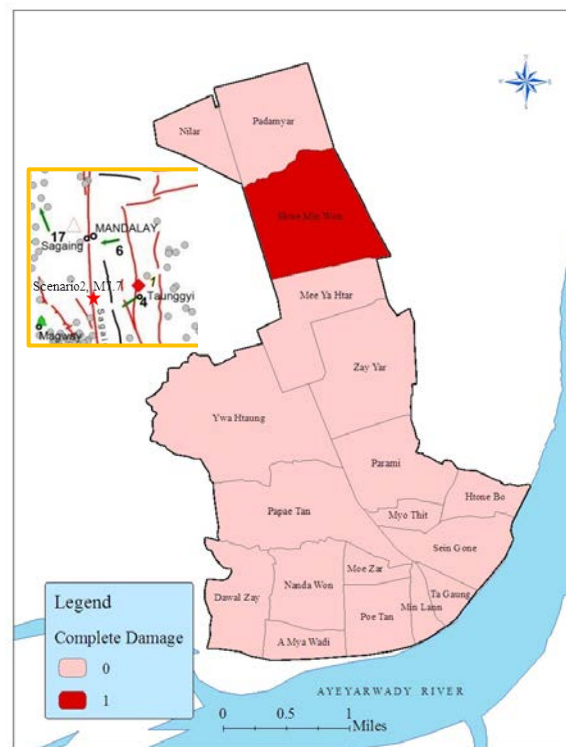 Nilar
Padamyar
Shwe Min Won
17
MANDALAY
Sagaing
6
Scenario2, M7.7
1
4
Taunggyi
Sagai
Magway
Mee Ya Htar
Zay Yar
Ywa Htaung
Parami
Htone Bo
Myo Thit
Papae Tan
Sein Gone
Moe Zar
Nanda Won
Dawal Zay
Ta Gaung
Min Lann
Poe Tan
A Mya Wadi
Legend
Complete Damage
0
1
AYEYARWADY RIVER
0 0.5 1
Miles